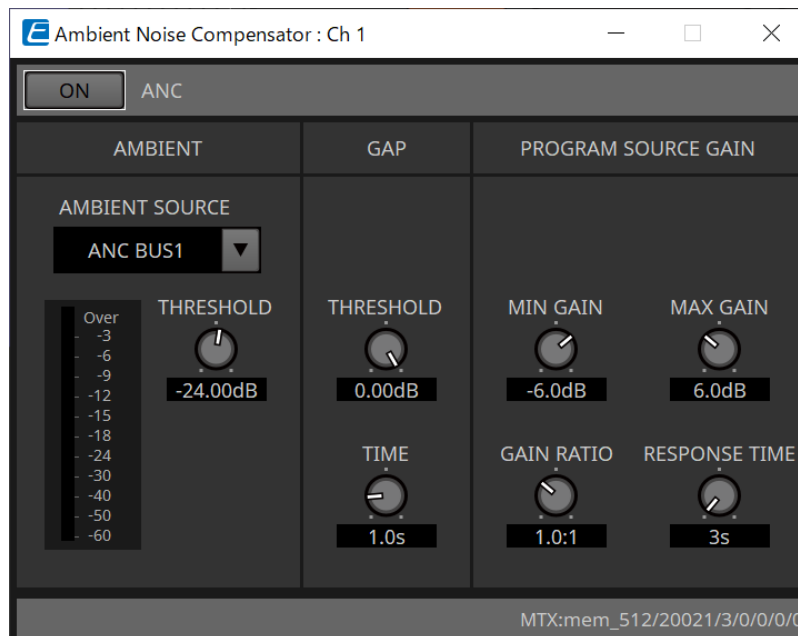 Ambient Noise Compensator : Ch 1
ON ANC
AMBIENT GAP PROGRAM SOURCE GAIN
AMBIENT SOURCE
ANC BUS1
THRESHOLD THRESHOLD MIN GAIN MAX GAIN
-24.00dB 0.00dB -6.0dB 6.0dB
Over
-3
-6
-9
-12
-15
-18
-24
-30
-40
-50
-60
TIME GAIN RATIO RESPONSE TIME
1.0s 1.0:1 3s
MTX:mem_512/20021/3/0/0/0/0